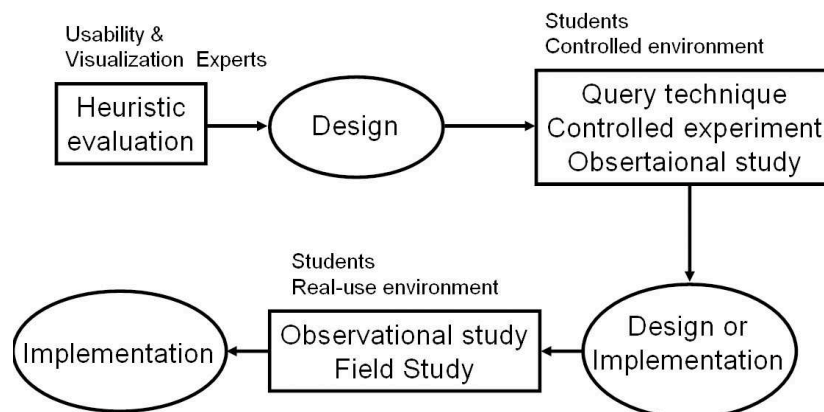 Usability &
Visualization Experts
Heuristic
evaluation
Design
Students
Controlled environment
Query technique
Controlled experiment
Obsertaional study
Design or
Implementation
Students
Real-use environment
Observational study
Field Study
Implementation